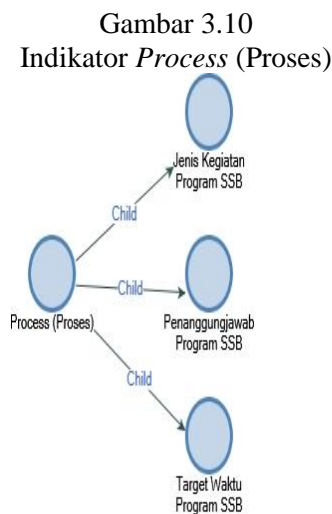 Gambar 3.10
Indikator Process (Proses)
Jenis Kegiatan
Program SSB
Child
Process (Proses)
Child
Penanggungjawab
Program SSB
Child
Target Waktu
Program SSB